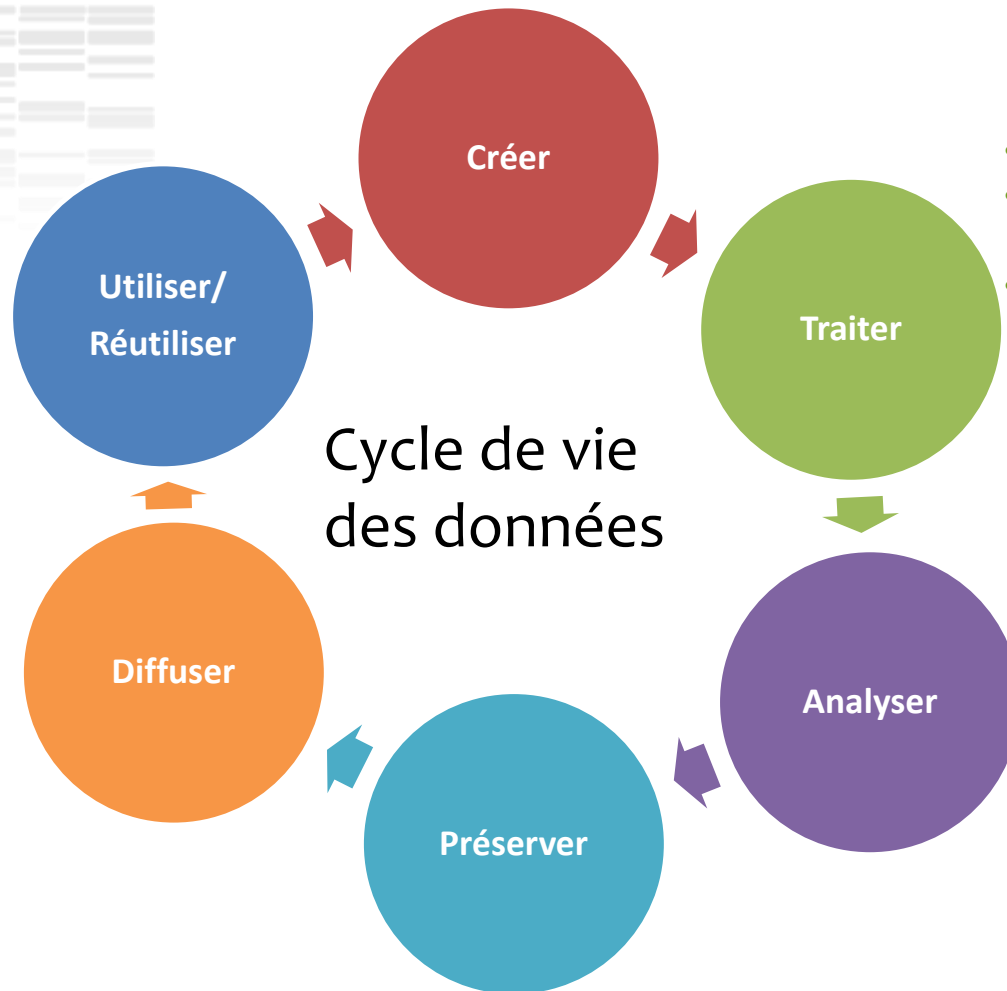 Créer
Traiter
Analyser
Préserver
Diffuser
Utiliser/
Réutiliser
Cycle de vie
des données